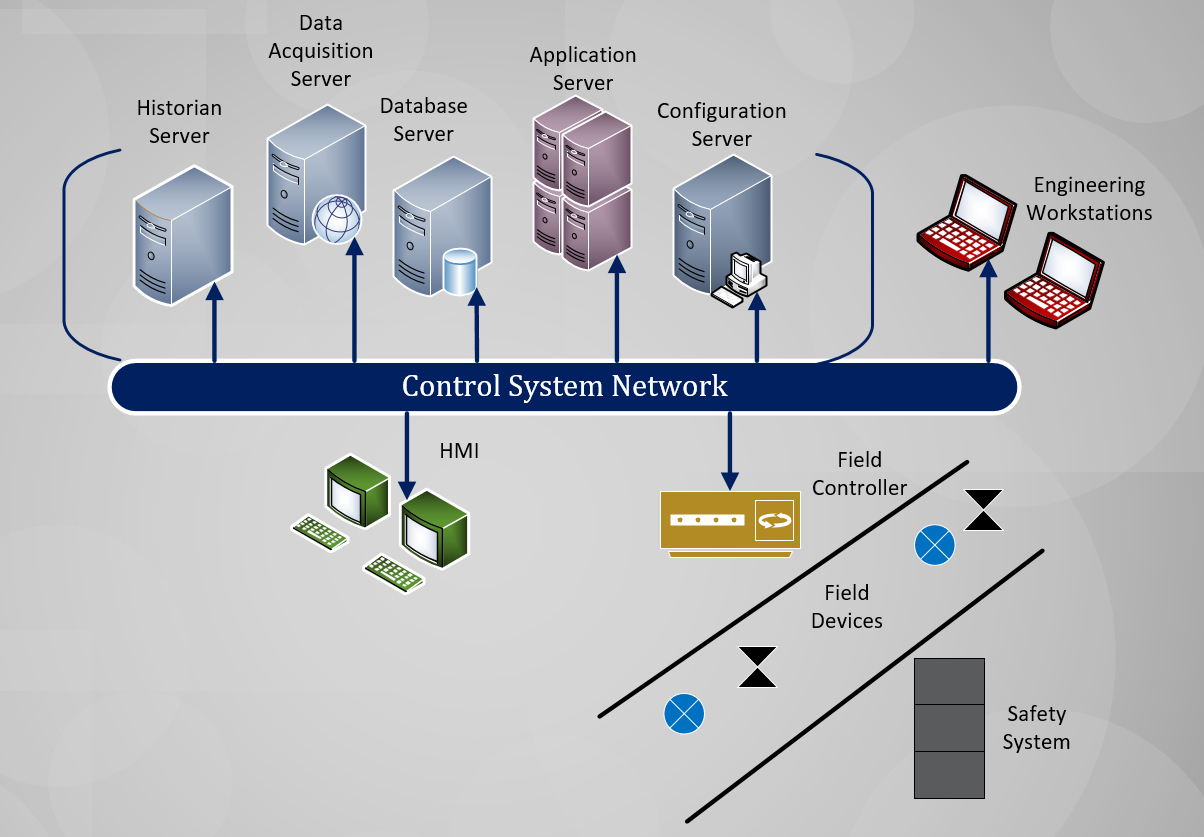 Data
Acquisition
Server
Historian
Server
Database
Server
Application
Server
Configuration
Server
Engineering
Workstations
Control System Network
HMI
Field
Controller
Field
Devices
Safety
System